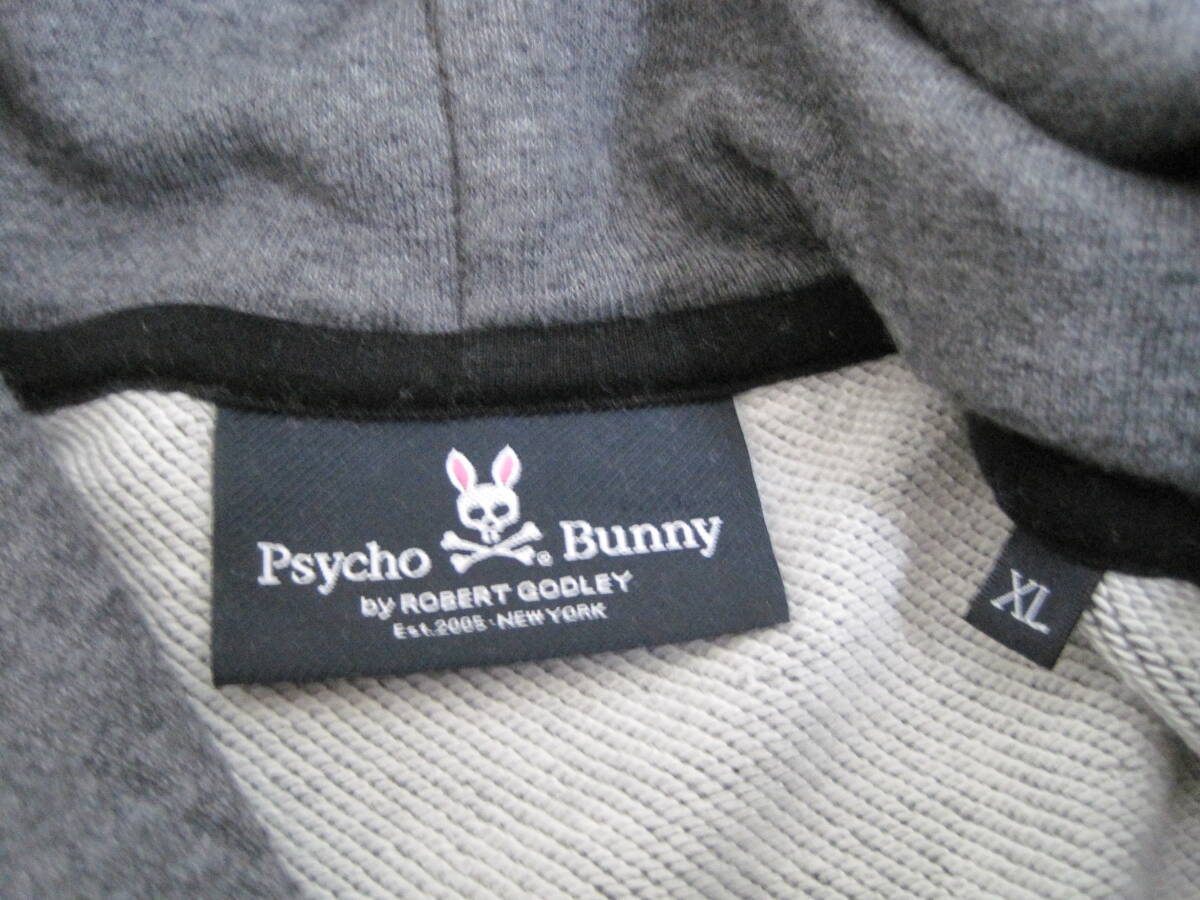 Psycho Bunny
by ROBERT GODLEY
Est. 2005 · NEW YORK
XL